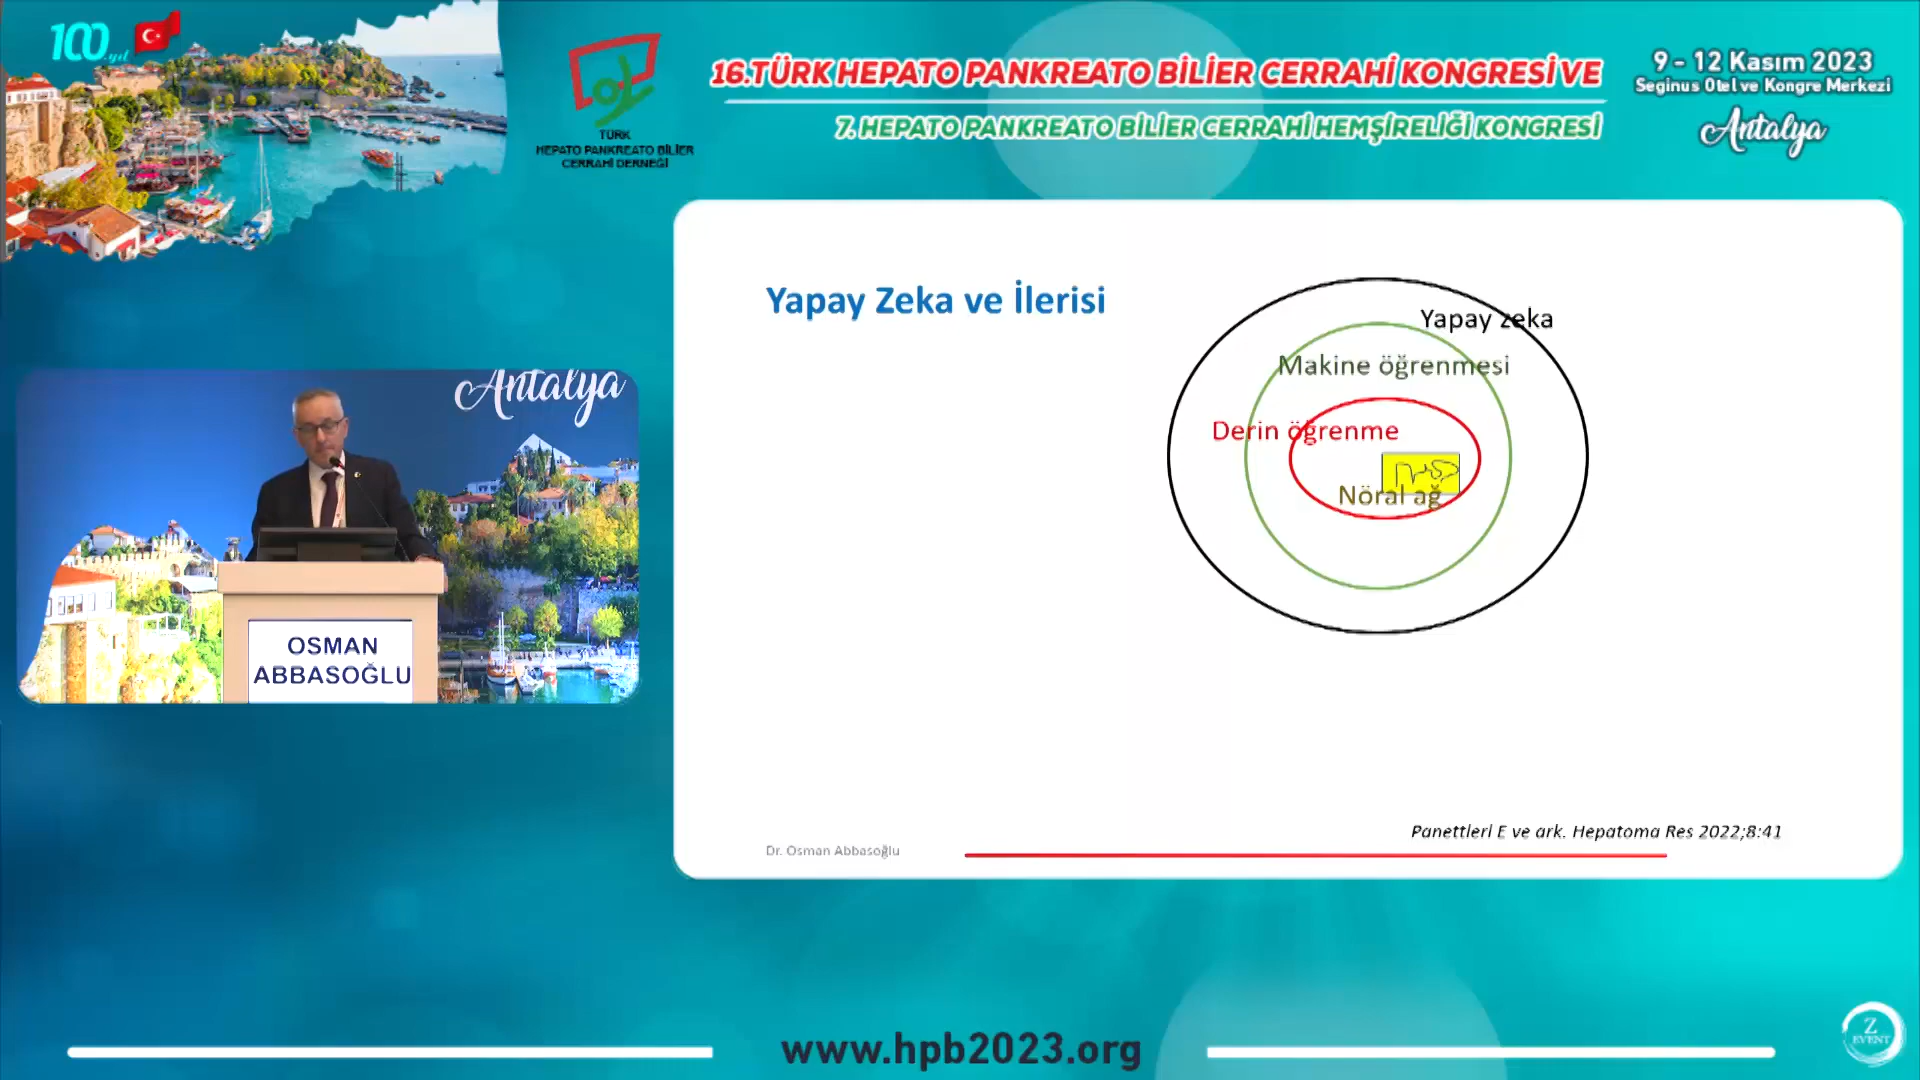 100.yıl
TÜRK
HEPATO PANKREATO BİLİER
CERRAHİ DERNEĞİ
16.TÜRK HEPATO PANKREATO BİLİER CERRAHİ KONGRESİ VE
7. HEPATO PANKREATO BİLİER CERRAHİ HEMŞİRELİĞİ KONGRESİ
9 - 12 Kasım 2023
Seginus Otel ve Kongre Merkezi
Antalya
Antalya
OSMAN
ABBASOĞLU
Yapay Zeka ve İlerisi
Yapay zeka
Makine öğrenmesi
Derin öğrenme
Nöral ağ
Panettleri E ve ark. Hepatoma Res 2022;8:41
Dr. Osman Abbasoğlu
www.hpb2023.org
Z
EVENT